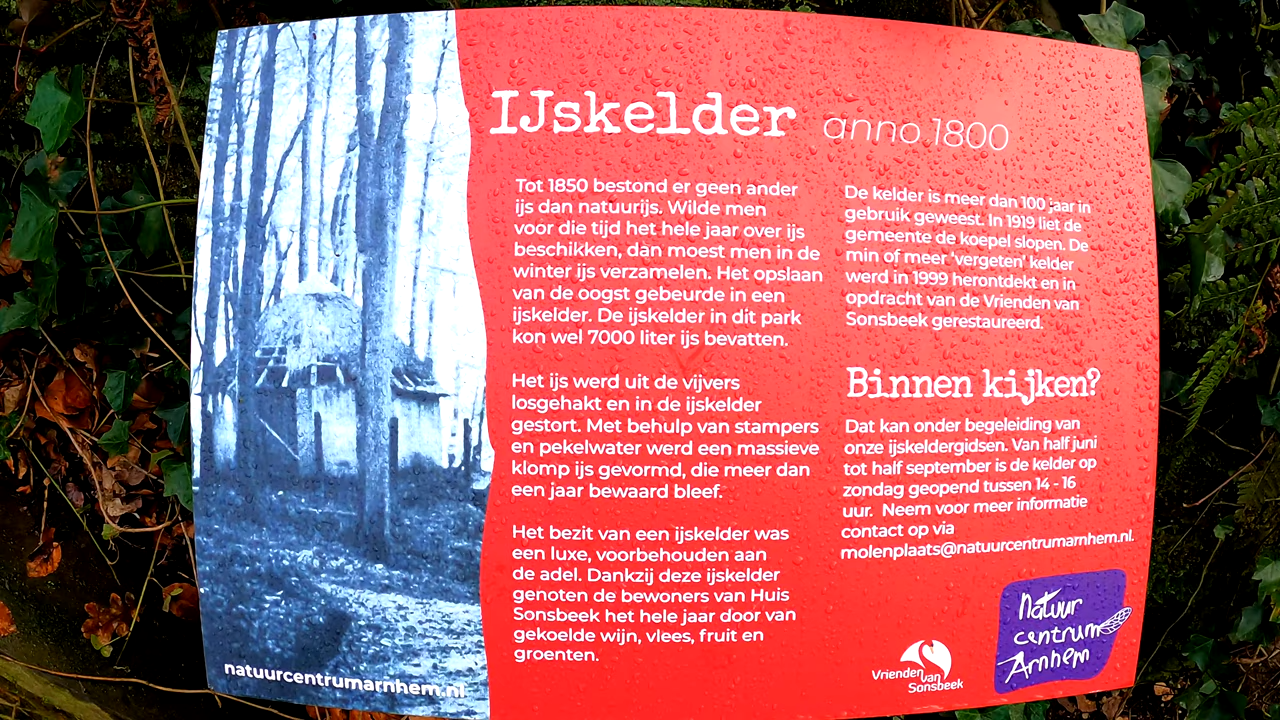 IJskelder anno 1800
Tot 1850 bestond er geen ander
ijs dan natuurijs. Wilde men
voor die tijd het hele jaar over ijs
beschikken, dan moest men in de
winter ijs verzamelen. Het opslaan
van de oogst gebeurde in een
ijskelder. De ijskelder in dit park
kon wel 7000 liter ijs bevatten.
Het ijs werd uit de vijvers
losgehakt en in de ijskelder
gestort. Met behulp van stampers
en pekelwater werd een massieve
klomp ijs gevormd, die meer dan
een jaar bewaard bleef.
Het bezit van een ijskelder was
een luxe, voorbehouden aan
de adel. Dankzij deze ijskelder
genoten de bewoners van Huis
Sonsbeek het hele jaar door van
gekoelde wijn, vlees, fruit en
groenten.
De kelder is meer dan 100 jaar in
gebruik geweest. In 1919 liet de
gemeente de koepel slopen. De
min of meer 'vergeten' kelder
werd in 1999 herontdekt en in
opdracht van de Vrienden van
Sonsbeek gerestaureerd.
Binnen kijken?
Dat kan onder begeleiding van
onze ijskeldergidsen. Van half juni
tot half september is de kelder op
zondag geopend tussen 14 - 16
uur. Neem voor meer informatie
contact op via
molenplaats@natuurcentrumarnhem.nl.
natuurcentrumarnhem.nl
Vrienden
van
Sonsbeek
Natuur
centrum
Arnhem